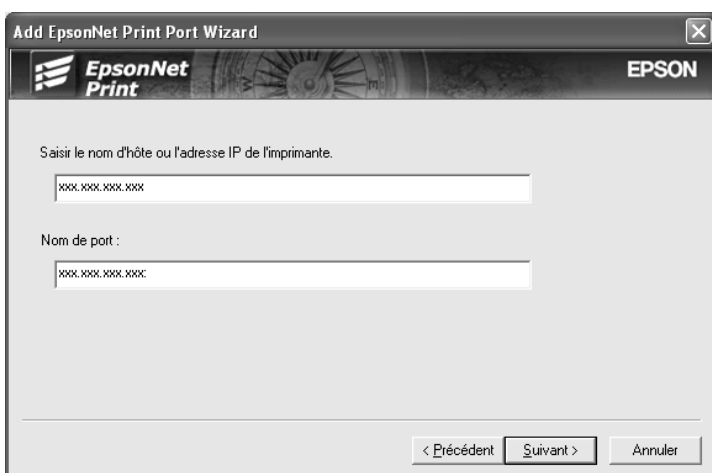 Add EpsonNet Print Port Wizard
EpsonNet
Print
EPSON
Saisir le nom d'hôte ou l'adresse IP de l'imprimante.
xxx.xxx.xxx.xxx
Nom de port :
xxx.xxx.xxx.xxx:
< Précédent
Suivant >
Annuler